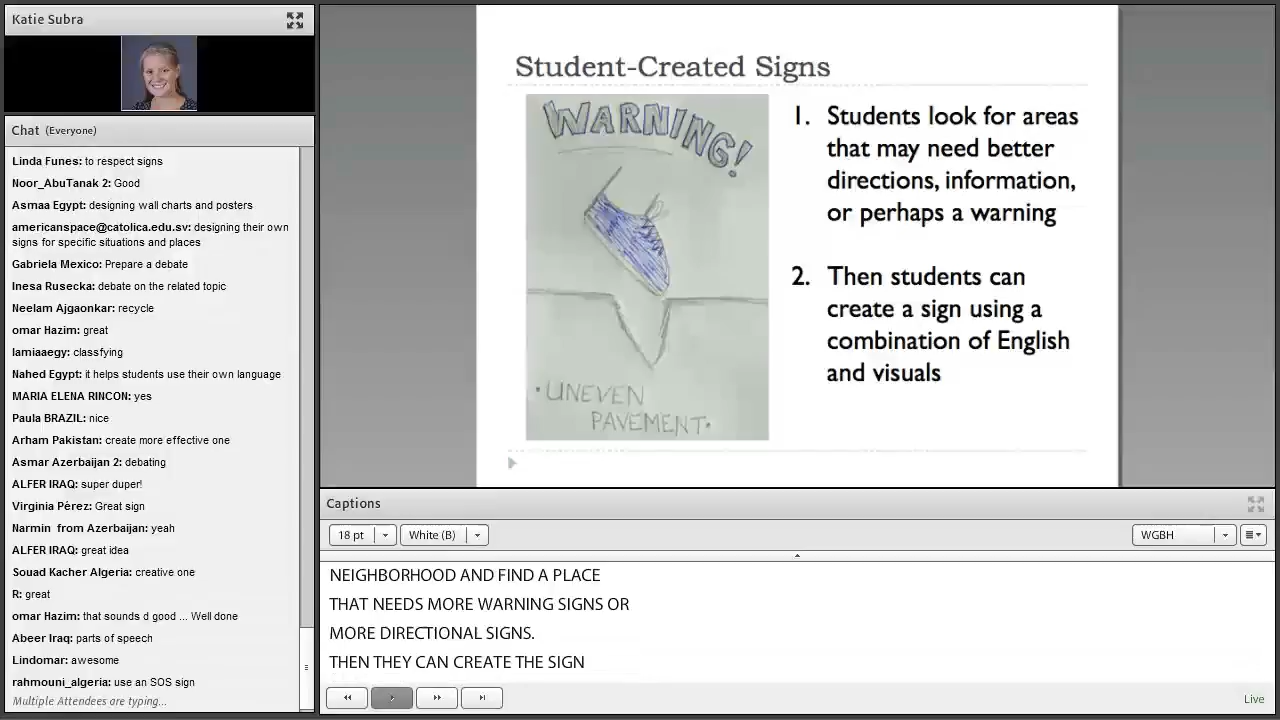 Katie Subra
Chat (Everyone)
Linda Funes: to respect signs
Noor_AbuTanak 2: Good
Asmaa Egypt: designing wall charts and posters
americanspace@catolica.edu.sv: designing their own
signs for specific situations and places
Gabriela Mexico: Prepare a debate
Inesa Rusecka: debate on the related topic
Neelam Ajgaonkar: recycle
omar Hazim: great
lamiaaegy: classfying
Nahed Egypt: it helps students use their own language
MARIA ELENA RINCON: yes
Paula BRAZIL: nice
Arham Pakistan: create more effective one
Asmar Azerbaijan 2: debating
ALFER IRAQ: super duper!
Virginia Pèrez: Great sign
Narmin  from Azerbaijan: yeah
ALFER IRAQ: great idea
Souad Kacher Algeria: creative one
R: great
omar Hazim: that sounds d good ... Well done
Abeer Iraq: parts of speech
Lindomar: awesome
rahmouni_algeria: use an SOS sign
Multiple Attendees are typing...
Student-Created Signs
WARNING!
• UNEVEN
PAVEMENT •
1. Students look for areas
that may need better
directions, information,
or perhaps a warning
2. Then students can
create a sign using a
combination of English
and visuals
Captions
18 pt
White (B)
WGBH
NEIGHBORHOOD AND FIND A PLACE
THAT NEEDS MORE WARNING SIGNS OR
MORE DIRECTIONAL SIGNS.
THEN THEY CAN CREATE THE SIGN
Live